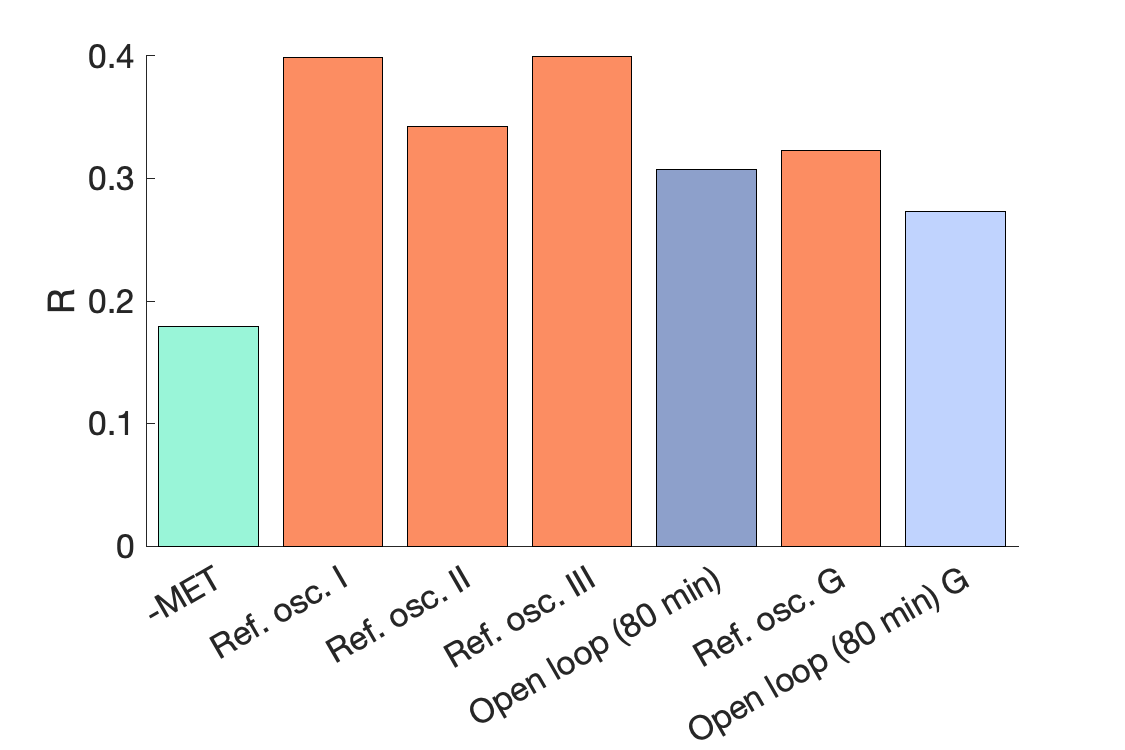 0.4
0.3
0.2
0.1
0
R
-MET
Ref. osc. I
Ref. osc. II
Ref. osc. III
Open loop (80 min)
Ref. osc. G
Open loop (80 min) G